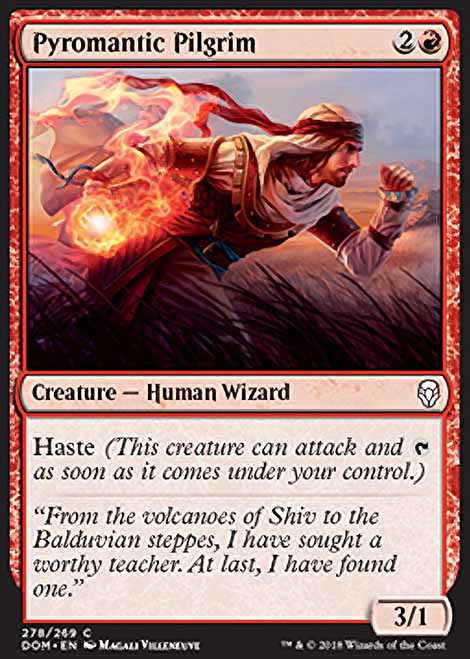 Pyromantic Pilgrim 2
Creature — Human Wizard
Haste (This creature can attack and
as soon as it comes under your control.)
“From the volcanoes of Shiv to the
Balduvian steppes, I have sought a
worthy teacher. At last, I have found
one.”
3/1
278/269 C
DOM • EN Magali Villeneuve
™ & © 2018 Wizards of the Coast